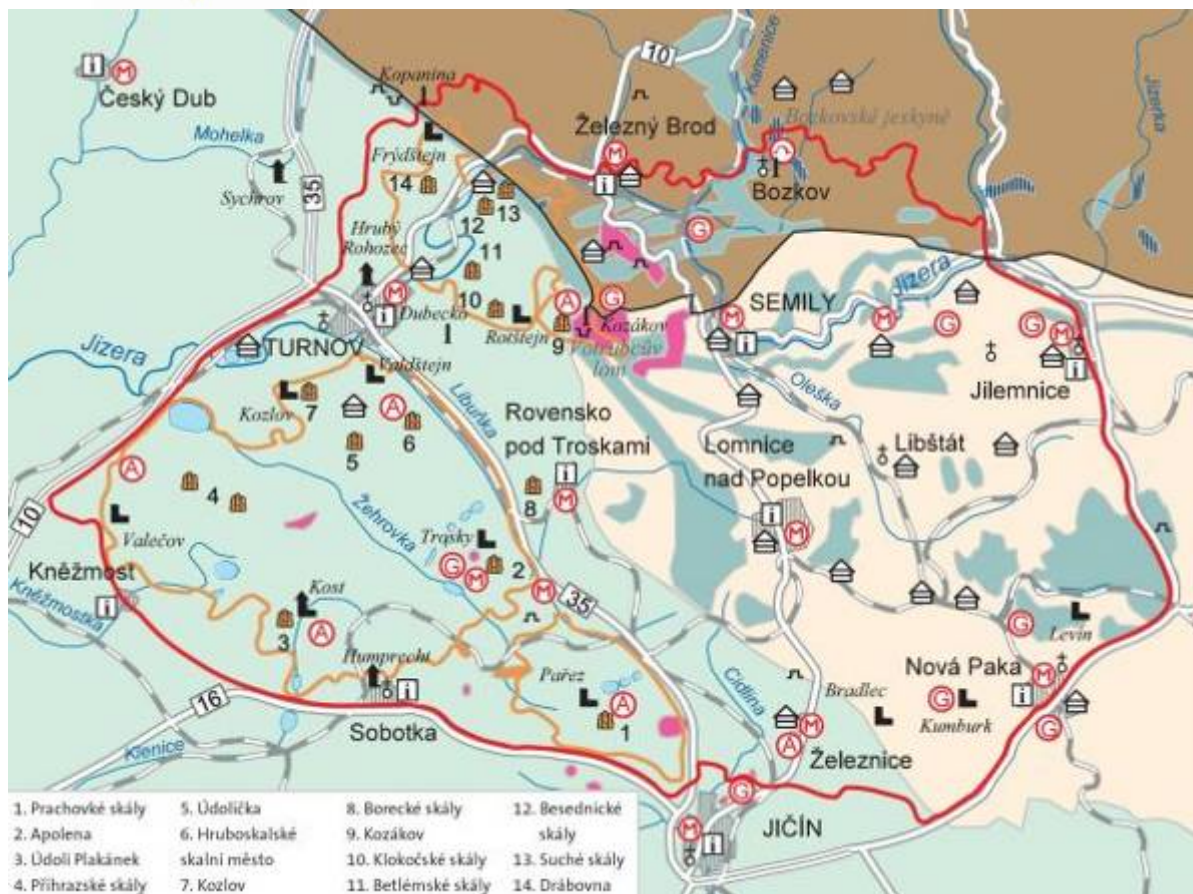 10
Kamenice
Český Dub
Kopanina
Bozkovské jeskyně
Jizerka
Mohelka
Železný Brod
Frýdštejn
Bozkov
Sychrov
35
14
13
12
Hrubý
Rohozec
11
10
Dubecko
Rotštejn
9
Kozákov
Votrubcův
lom
SEMILY
Jizera
Jizera
TURNOV
Valdštejn
Libuňka
Oleška
Jilemnice
Kozlov
7
6
5
Rovensko
pod Troskami
Lomnice
nad Popelkou
Libštát
4
8
10
Valečov
Žehrovka
Trosky
2
Kněžmost
Kněžmostka
Kost
3
35
Levín
Humprecht
Pařez
1
Cidlina
Bradlec
Nová Paka
Kumburk
16
Sobotka
Klenice
Železnice
JIČÍN
1. Prachovké skály
2. Apolena
3. Údoli Plakánek
4. Příhrazské skály
5. Údolíčka
6. Hruboskalské
skalní město
7. Kozlov
8. Borecké skály
9. Kozákov
10. Klokočské skály
11. Betlémské skály
12. Besednické
skály
13. Suché skály
14. Drábovna